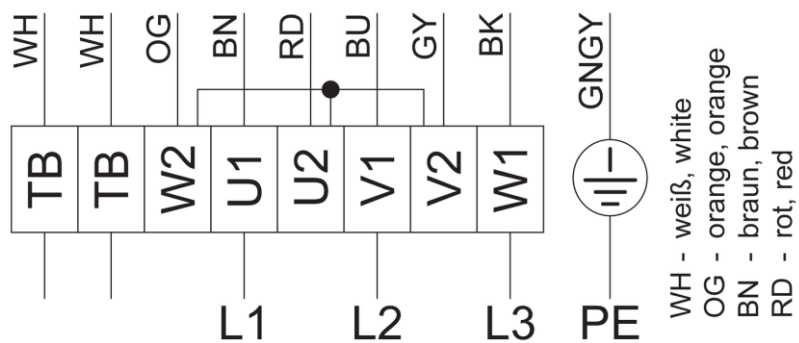 WH WH OG BN RD BU GY BK GNGY
TB TB W2 U1 U2 V1 V2 W1
L1 L2 L3 PE
WH - weiß, white
OG - orange, orange
BN - braun, brown
RD - rot, red